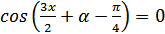 cos(3x/2 + α − π/4) = 0